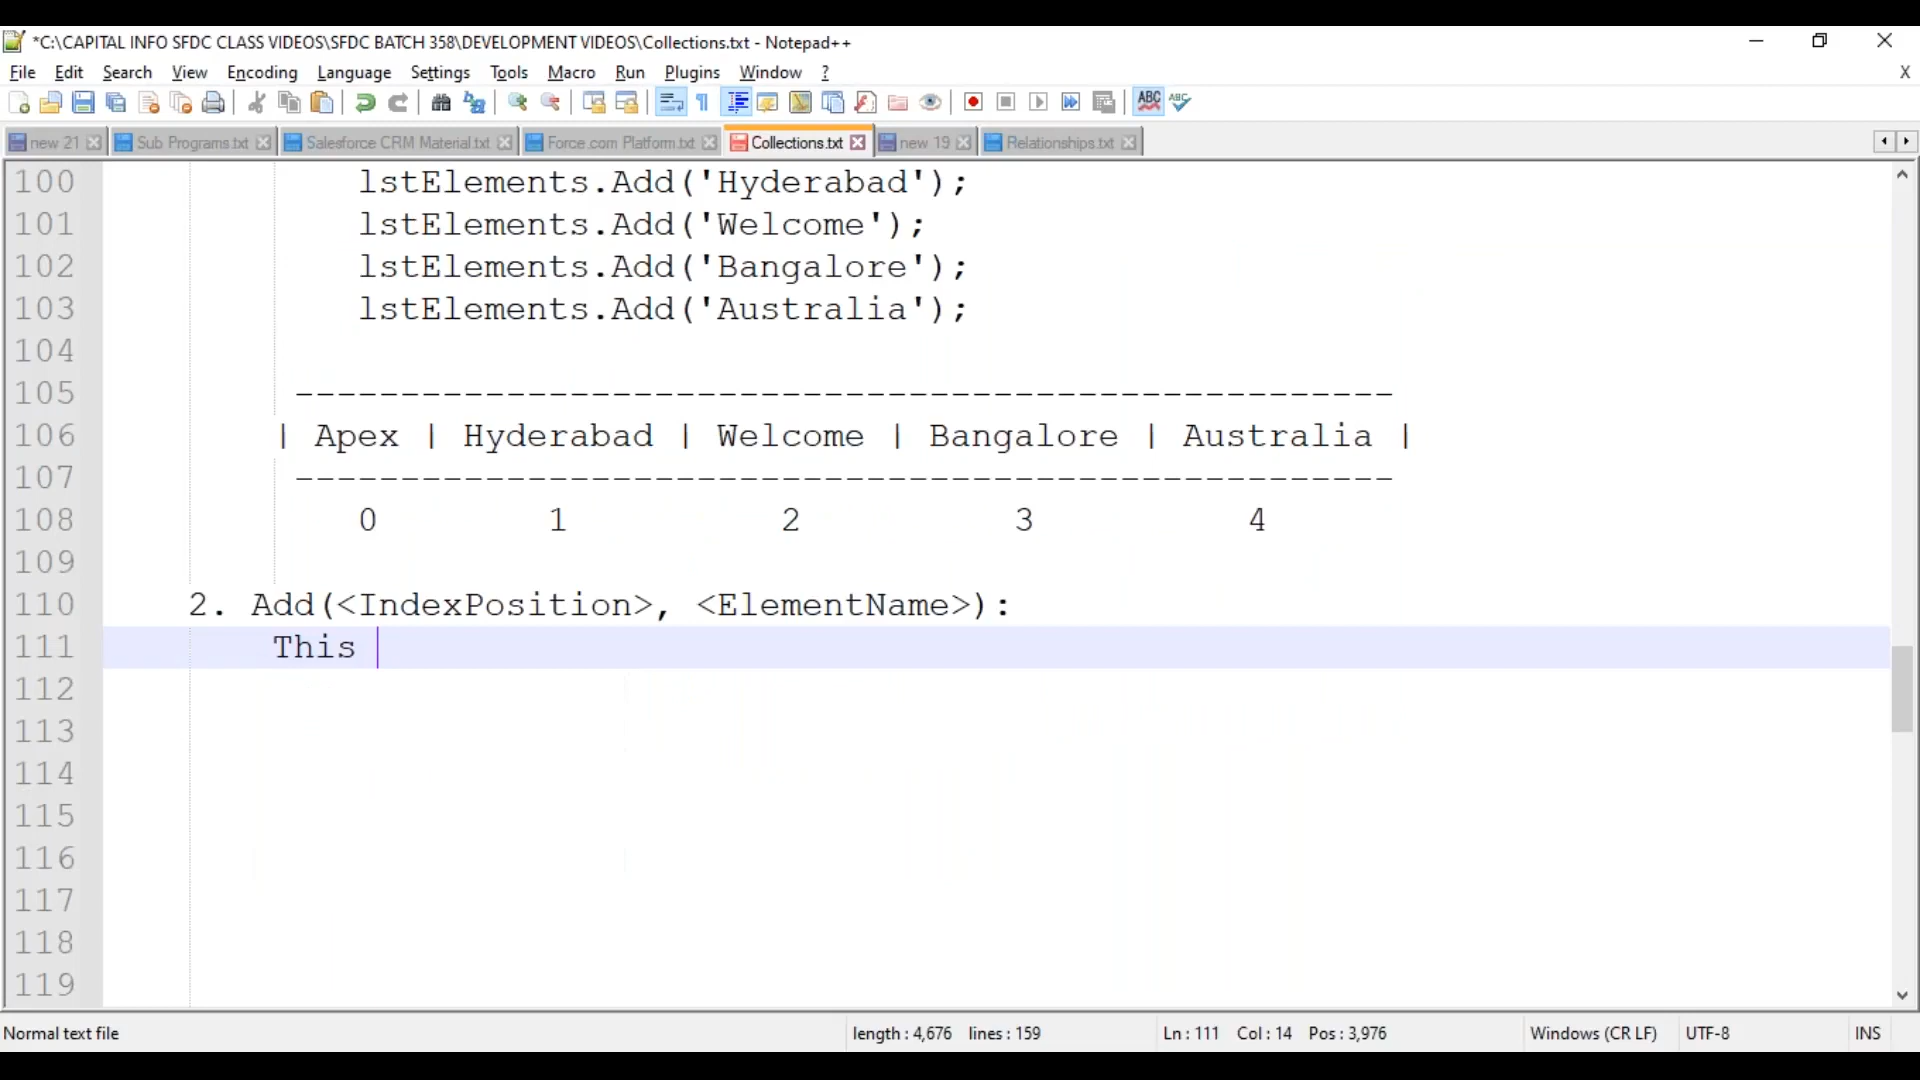 *C:\CAPITAL INFO SFDC CLASS VIDEOS\SFDC BATCH 358\DEVELOPMENT VIDEOS\Collections.txt - Notepad++
File Edit Search View Encoding Language Settings Tools Macro Run Plugins Window ? X
new 21 Sub Programs.txt Salesforce CRM Material.txt Force.com Platform.txt Collections.txt new 19 Relationships.txt
100 lstElements.Add('Hyderabad');
101 lstElements.Add('Welcome');
102 lstElements.Add('Bangalore');
103 lstElements.Add('Australia');
104
105 ----------------------------------------------------
106 | Apex | Hyderabad | Welcome | Bangalore | Australia |
107 ----------------------------------------------------
108 0 1 2 3 4
109
110 2. Add(<IndexPosition>, <ElementName>):
111 This
112
113
114
115
116
117
118
119
Normal text file length : 4,676 lines : 159 Ln : 111 Col : 14 Pos : 3,976 Windows (CR LF) UTF-8 INS